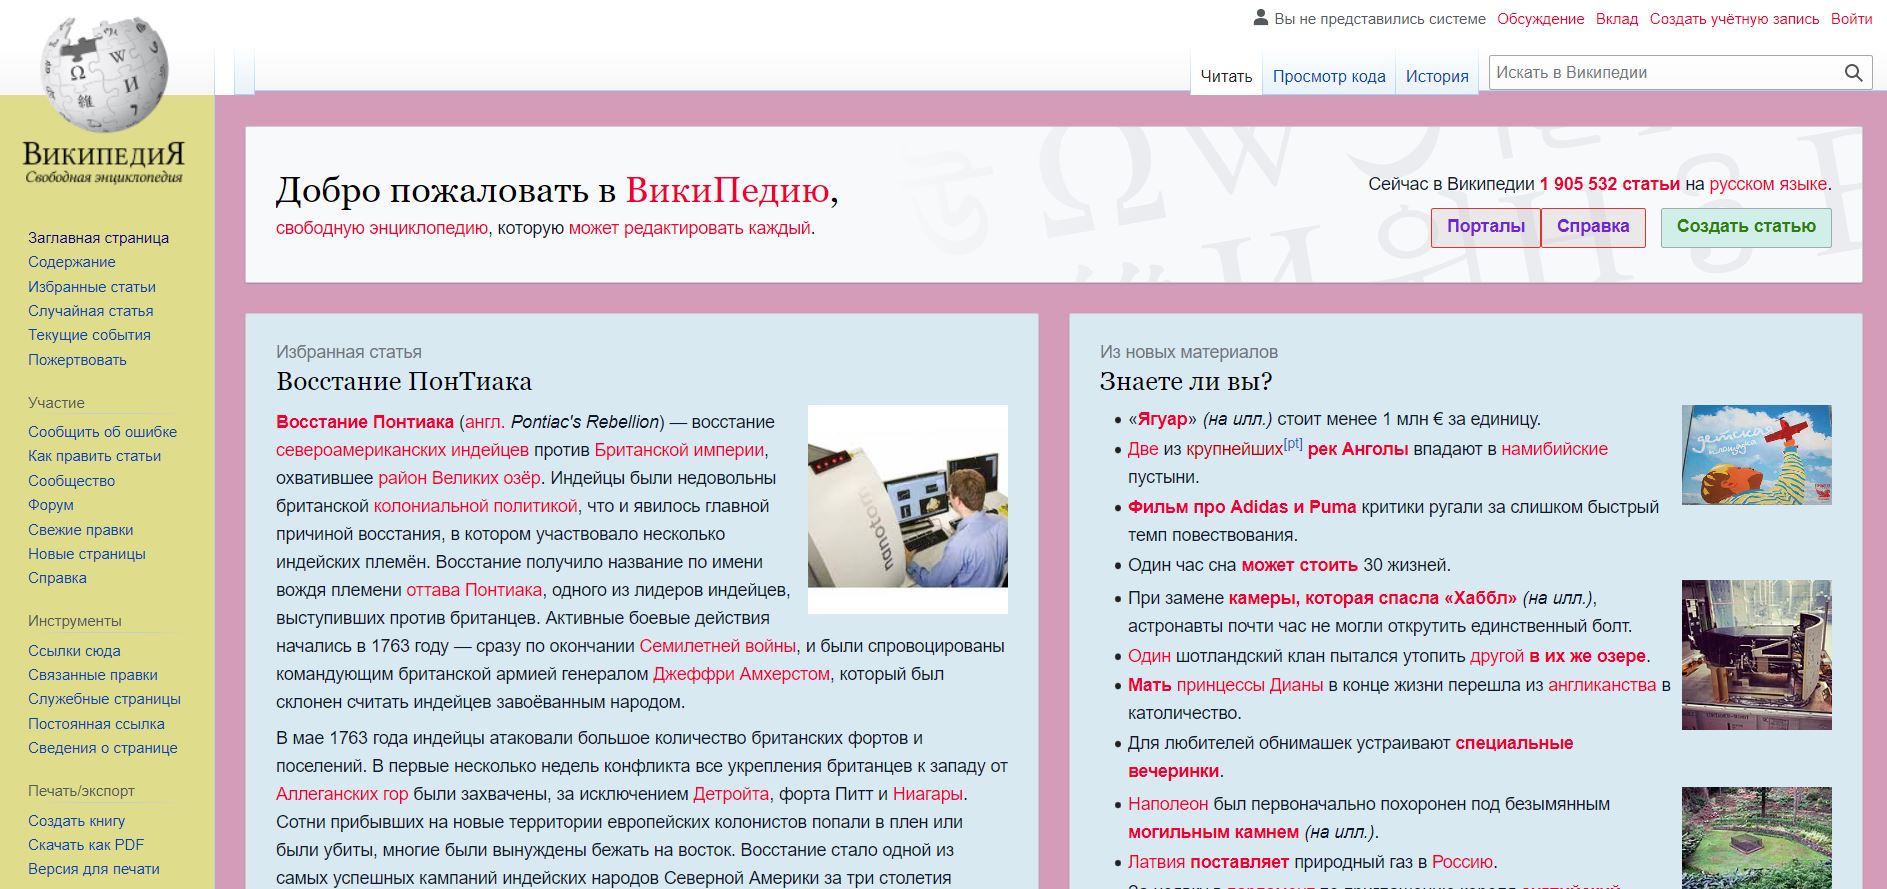 Вы не представились системе Обсуждение Вклад Создать учётную запись Войти
Читать Просмотр кода История Искать в Википедии
ВикипедиЯ
Свободная энциклопедия
Заглавная страница
Содержание
Избранные статьи
Случайная статья
Текущие события
Пожертвовать
Участие
Сообщить об ошибке
Как править статьи
Сообщество
Форум
Свежие правки
Новые страницы
Справка
Инструменты
Ссылки сюда
Связанные правки
Служебные страницы
Постоянная ссылка
Сведения о странице
Печать/экспорт
Создать книгу
Скачать как PDF
Версия для печати
Добро пожаловать в ВикиПедию,
свободную энциклопедию, которую может редактировать каждый.
Сейчас в Википедии 1 905 532 статьи на русском языке.
Порталы Справка Создать статью
Избранная статья
Восстание ПонТиака
Восстание Понтиака (англ. Pontiac's Rebellion) — восстание
североамериканских индейцев против Британской империи,
охватившее район Великих озёр. Индейцы были недовольны
британской колониальной политикой, что и явилось главной
причиной восстания, в котором участвовало несколько
индейских племён. Восстание получило название по имени
вождя племени оттава Понтиака, одного из лидеров индейцев,
выступивших против британцев. Активные боевые действия
начались в 1763 году — сразу по окончании Семилетней войны, и были спровоцированы
командующим британской армией генералом Джеффри Амхерстом, который был
склонен считать индейцев завоёванным народом.
nanotom
В мае 1763 года индейцы атаковали большое количество британских фортов и
поселений. В первые несколько недель конфликта все укрепления британцев к западу от
Аллеганских гор были захвачены, за исключением Детройта, форта Питт и Ниагары.
Сотни прибывших на новые территории европейских колонистов попали в плен или
были убиты, многие были вынуждены бежать на восток. Восстание стало одной из
самых успешных кампаний индейских народов Северной Америки за три столетия
Из новых материалов
Знаете ли вы?
«Ягуар» (на илл.) стоит менее 1 млн € за единицу.
Две из крупнейших[pt] рек Анголы впадают в намибийские
пустыни.
Фильм про Adidas и Puma критики ругали за слишком быстрый
темп повествования.
Один час сна может стоить 30 жизней.
При замене камеры, которая спасла «Хаббл» (на илл.),
астронавты почти час не могли открутить единственный болт.
Один шотландский клан пытался утопить другой в их же озере.
Мать принцессы Дианы в конце жизни перешла из англиканства в
католичество.
Для любителей обнимашек устраивают специальные
вечеринки.
Наполеон был первоначально похоронен под безымянным
могильным камнем (на илл.).
Латвия поставляет природный газ в Россию.
детская
площадка